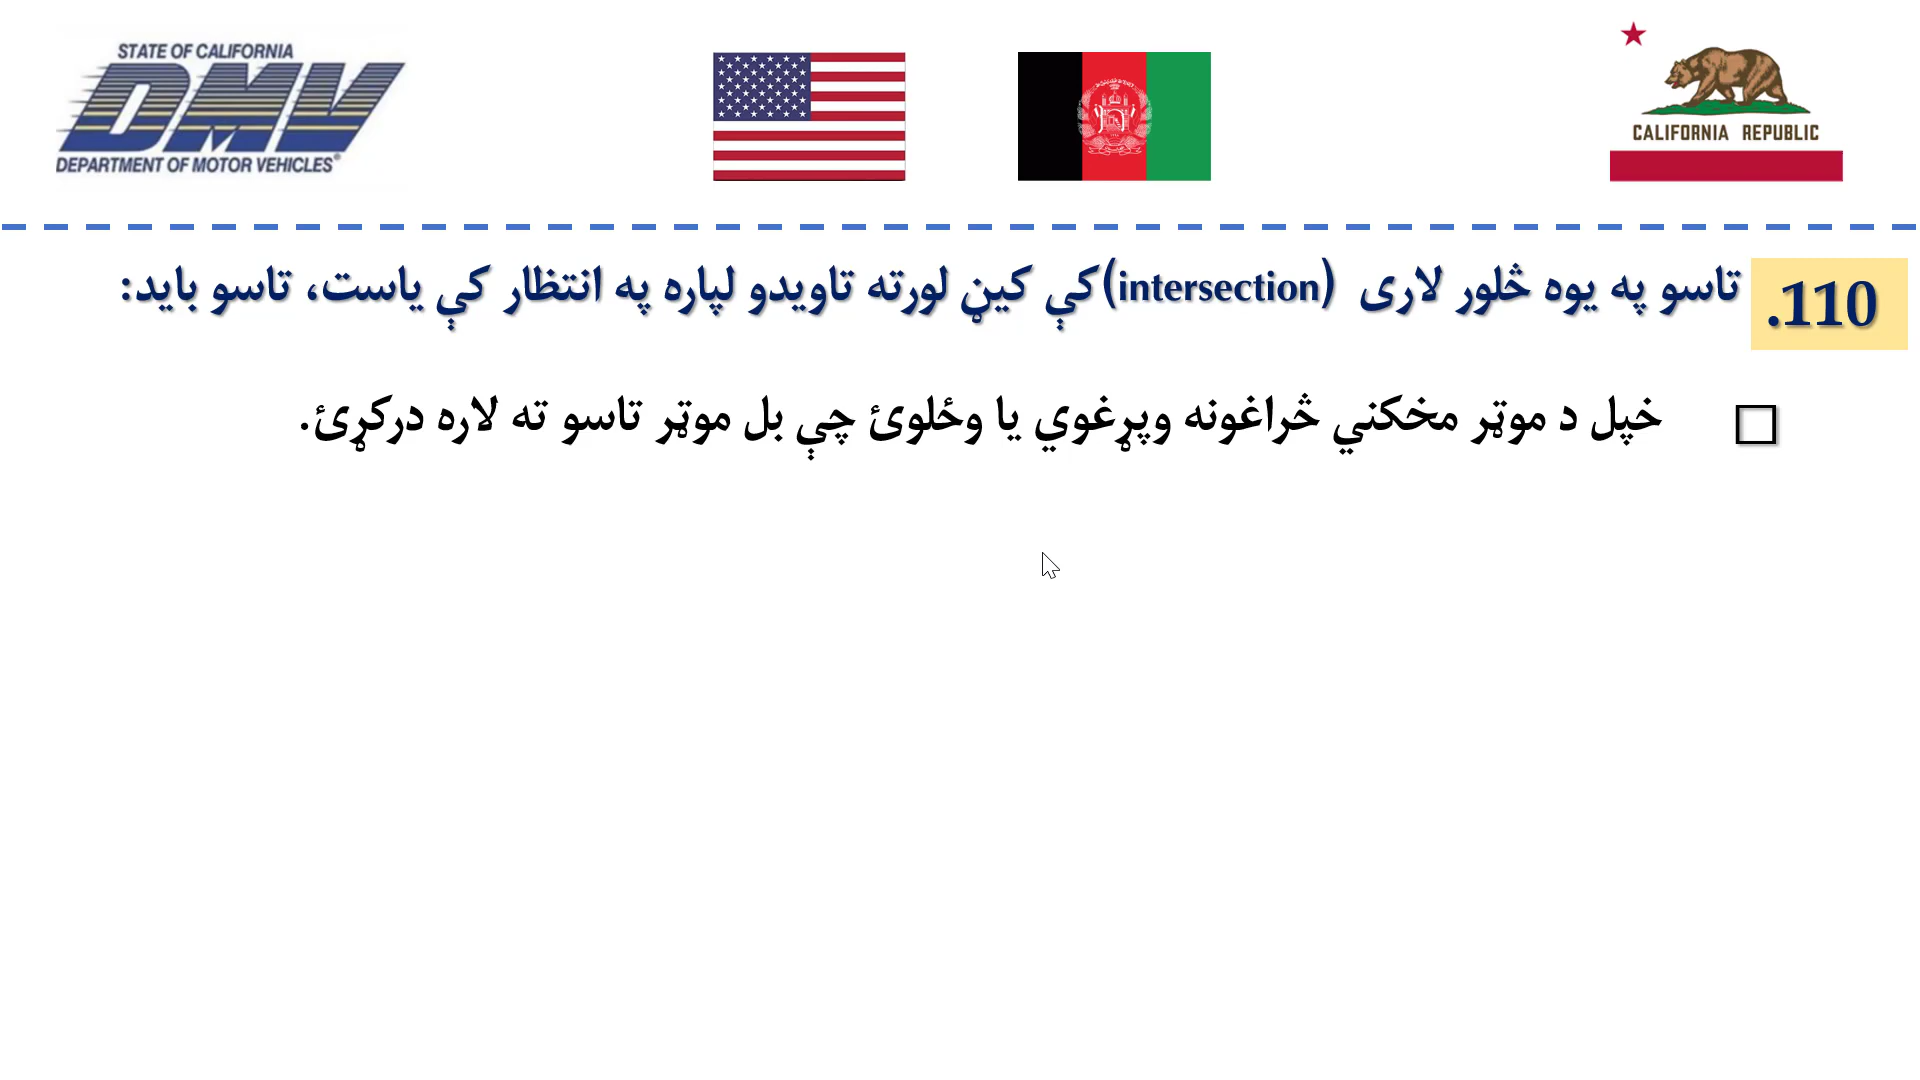 STATE OF CALIFORNIA
DMV
DEPARTMENT OF MOTOR VEHICLES®
CALIFORNIA REPUBLIC
110. تاسو په یوه څلور لاری (intersection)کې کیڼ لورته تاویدو لپاره په انتظار کې یاست، تاسو باید:
خپل د موټر مخکنیي څراغونه وپړغوي یا وځلوئ چې بل موټر تاسو ته لاره درکړئ.